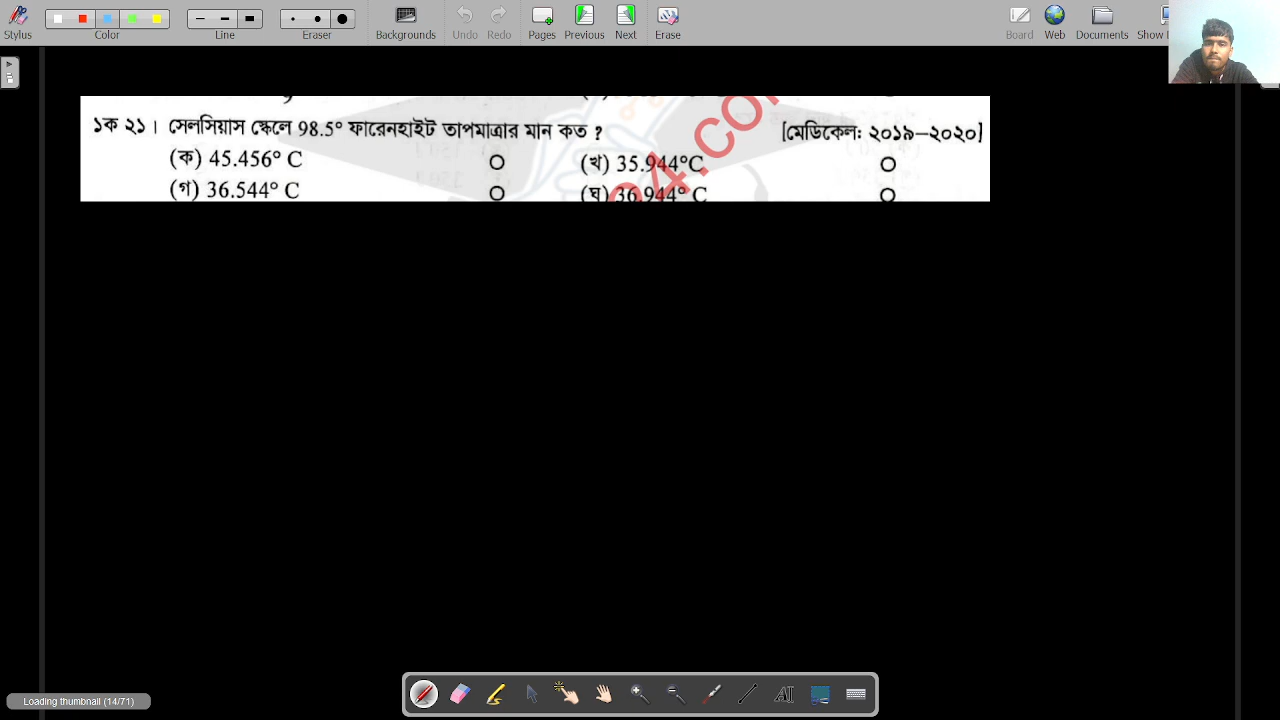 Stylus Color Line Eraser Backgrounds Undo Redo Pages Previous Next Erase Board Web Documents Show
১ক ২১। সেলসিয়াস স্কেলে 98.5° ফারেনহাইট তাপমাত্রার মান কত ? [মেডিকেল: ২০১৯–২০২০]
(ক) 45.456° C (খ) 35.944°C
(গ) 36.544° C (ঘ) 36.944° C
Loading thumbnail (14/71)